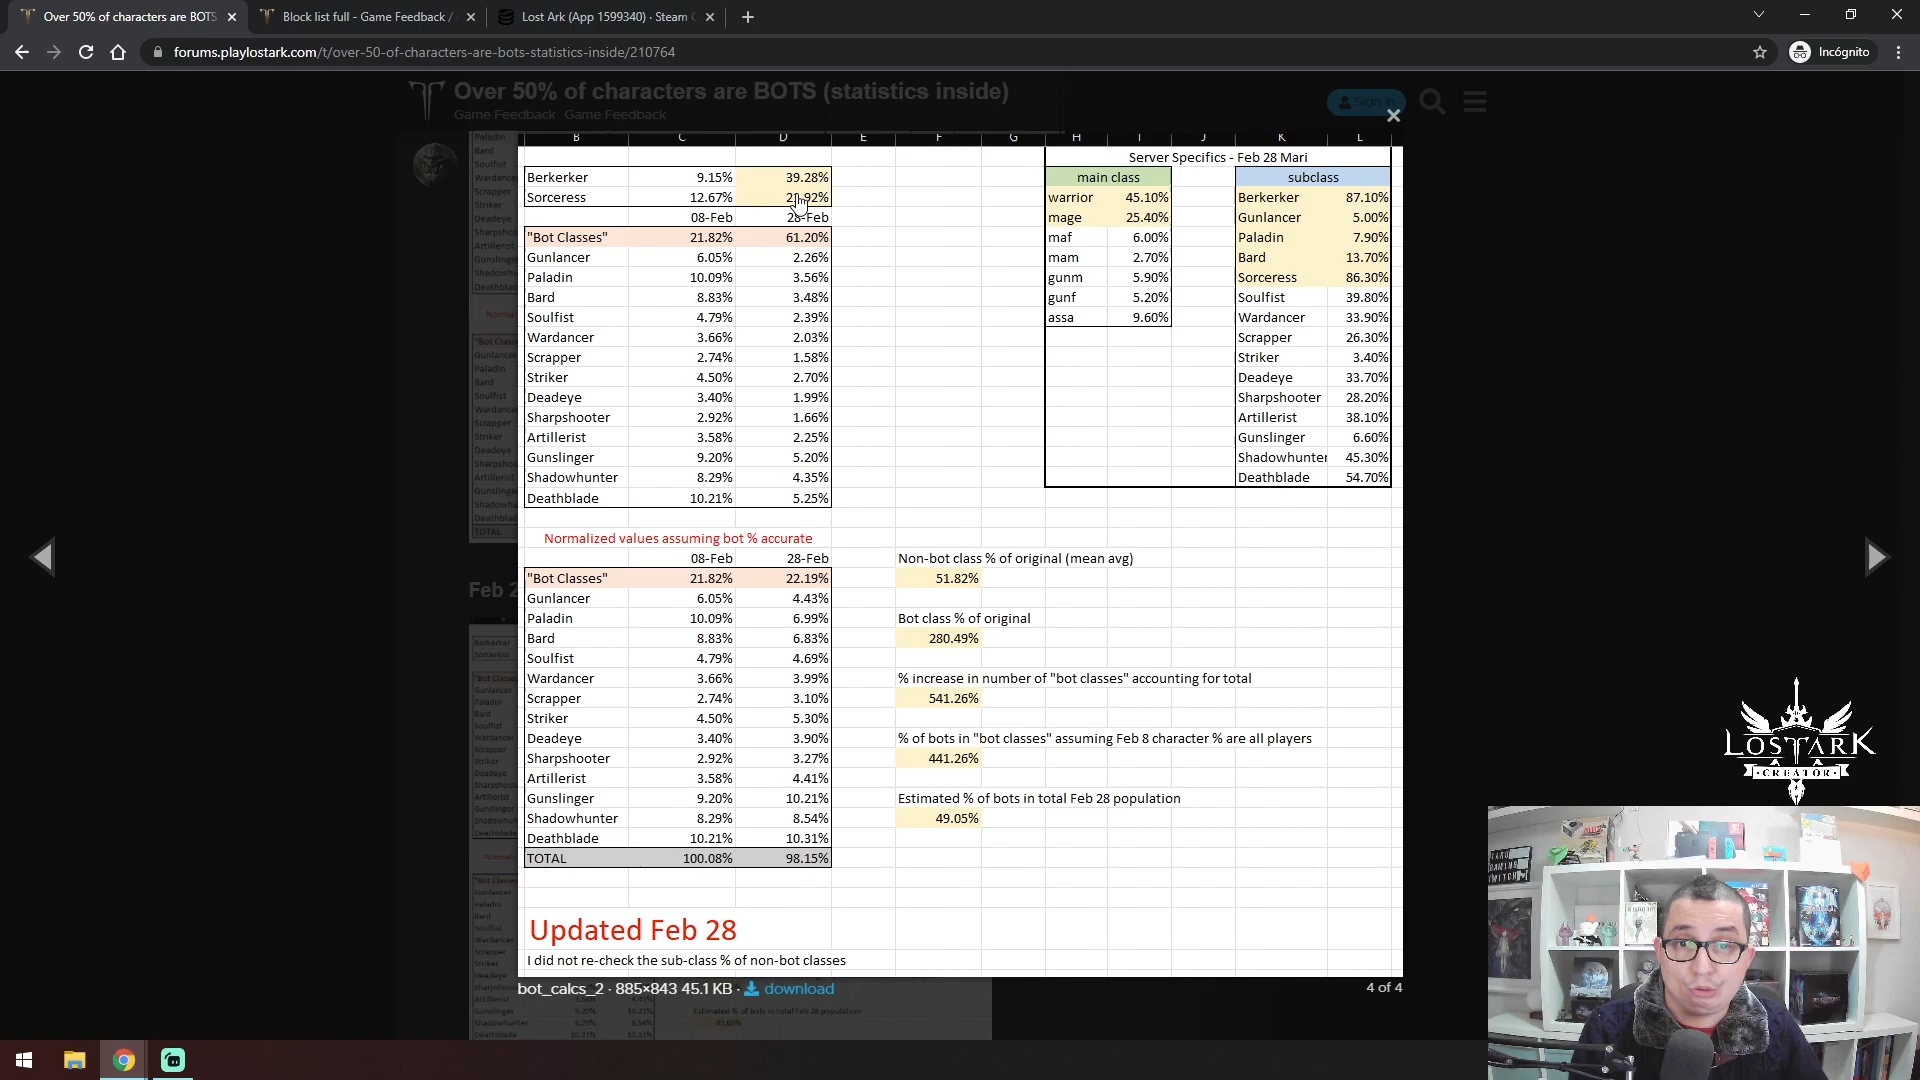 Over 50% of characters are BOTS
Block list full - Game Feedback /
Lost Ark (App 1599340) · Steam
forums.playlostark.com/t/over-50-of-characters-are-bots-statistics-inside/210764
Incógnito
Over 50% of characters are BOTS (statistics inside)
Game Feedback Game Feedback
Sign In
B C D E F G H I J K L
Server Specifics - Feb 28 Mari
Berkerker 9.15% 39.28% main class subclass
Sorceress 12.67% warrior 45.10% Berkerker 87.10%
08-Feb 28-Feb mage 25.40% Gunlancer 5.00%
"Bot Classes" 21.82% 61.20% maf 6.00% Paladin 7.90%
Gunlancer 6.05% 2.26% mam 2.70% Bard 13.70%
Paladin 10.09% 3.56% gunm 5.90% Sorceress 86.30%
Bard 8.83% 3.48% gunf 5.20% Soulfist 39.80%
Soulfist 4.79% 2.39% assa 9.60% Wardancer 33.90%
Wardancer 3.66% 2.03% Scrapper 26.30%
Scrapper 2.74% 1.58% Striker 3.40%
Striker 4.50% 2.70% Deadeye 33.70%
Deadeye 3.40% 1.99% Sharpshooter 28.20%
Sharpshooter 2.92% 1.66% Artillerist 38.10%
Artillerist 3.58% 2.25% Gunslinger 6.60%
Gunslinger 9.20% 5.20% Shadowhunter 45.30%
Shadowhunter 8.29% 4.35% Deathblade 54.70%
Deathblade 10.21% 5.25%
Normalized values assuming bot % accurate
08-Feb 28-Feb Non-bot class % of original (mean avg)
"Bot Classes" 21.82% 22.19% 51.82%
Gunlancer 6.05% 4.43%
Paladin 10.09% 6.99% Bot class % of original
Bard 8.83% 6.83% 280.49%
Soulfist 4.79% 4.69%
Wardancer 3.66% 3.99% % increase in number of "bot classes" accounting for total
Scrapper 2.74% 3.10% 541.26%
Striker 4.50% 5.30%
Deadeye 3.40% 3.90% % of bots in "bot classes" assuming Feb 8 character % are all players
Sharpshooter 2.92% 3.27% 441.26%
Artillerist 3.58% 4.41%
Gunslinger 9.20% 10.21% Estimated % of bots in total Feb 28 population
Shadowhunter 8.29% 8.54% 49.05%
Deathblade 10.21% 10.31%
TOTAL 100.08% 98.15%
Updated Feb 28
I did not re-check the sub-class % of non-bot classes
bot_calcs_2 · 885×843 45.1 KB · download
4 of 4
LOST ARK
CREATOR